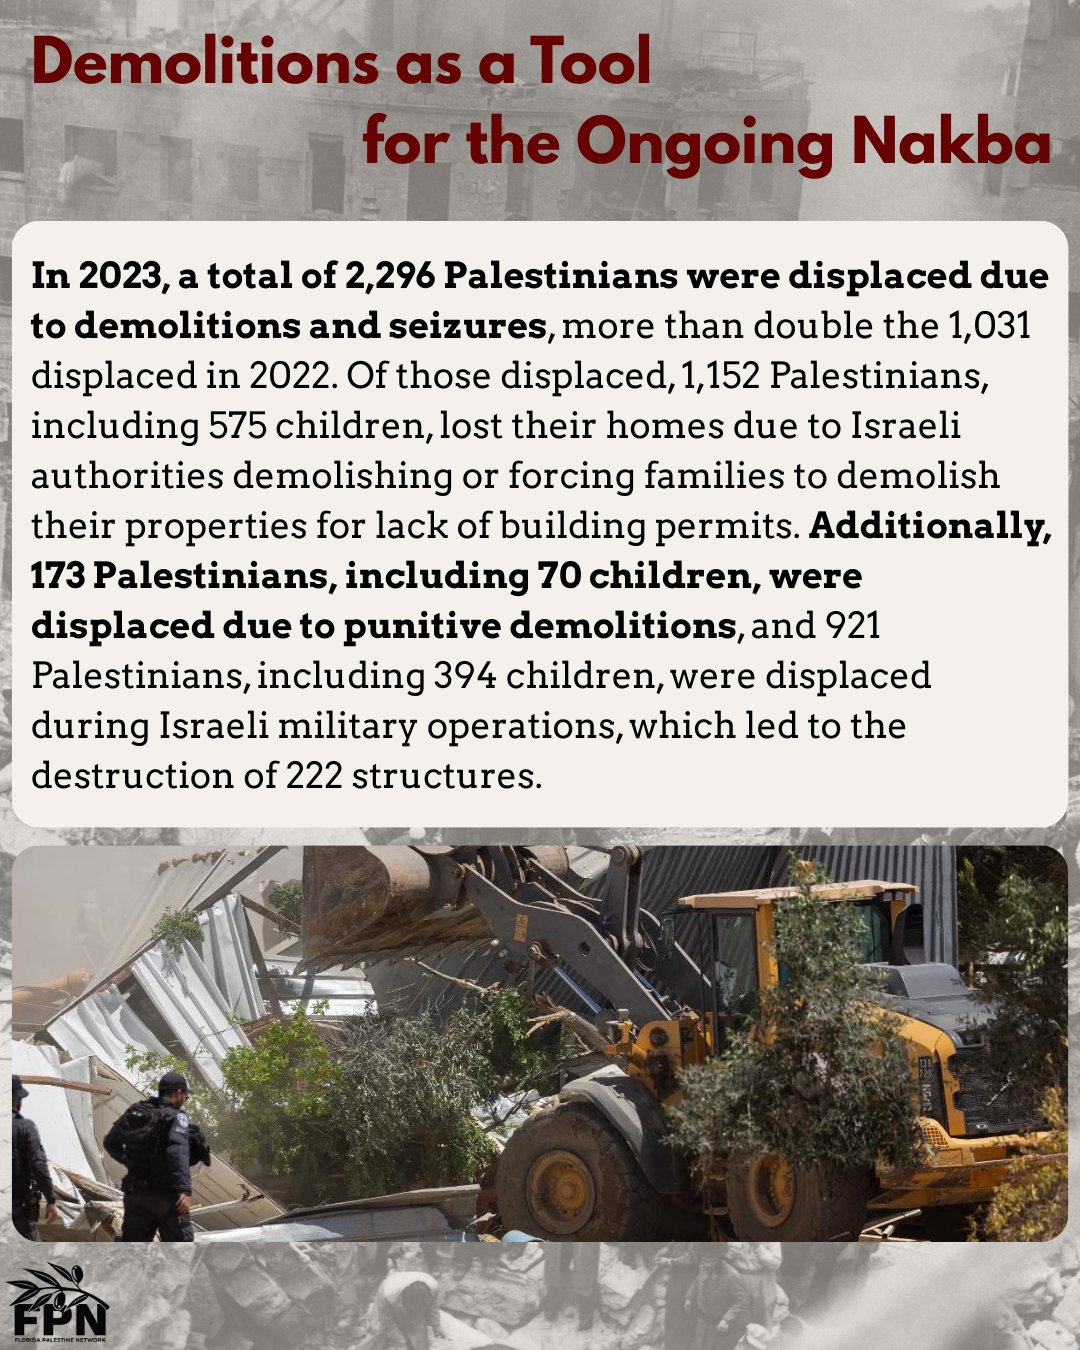 Demolitions as a Tool
for the Ongoing Nakba
In 2023, a total of 2,296 Palestinians were displaced due
to demolitions and seizures, more than double the 1,031
displaced in 2022. Of those displaced, 1,152 Palestinians,
including 575 children, lost their homes due to Israeli
authorities demolishing or forcing families to demolish
their properties for lack of building permits. Additionally,
173 Palestinians, including 70 children, were
displaced due to punitive demolitions, and 921
Palestinians, including 394 children, were displaced
during Israeli military operations, which led to the
destruction of 222 structures.
FPN
FLORIDA PALESTINE NETWORK